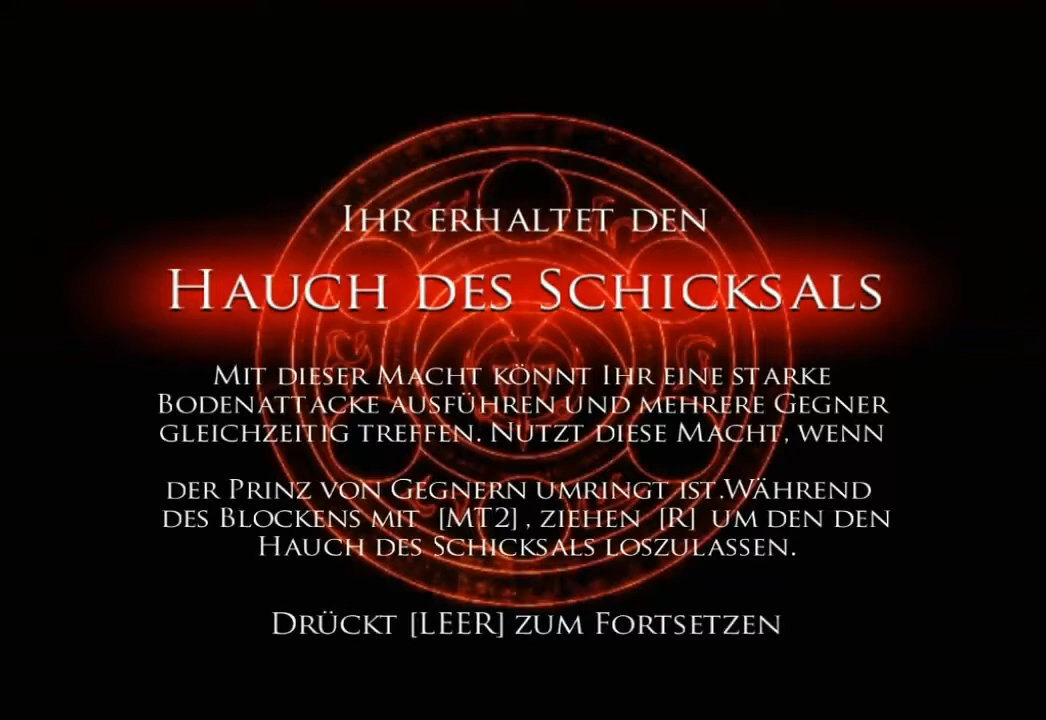 Ihr erhaltet den
Hauch des Schicksals
Mit dieser Macht könnt Ihr eine starke
Bodenattacke ausführen und mehrere Gegner
gleichzeitig treffen. Nutzt diese Macht, wenn
der Prinz von Gegnern umringt ist.Während
des Blockens mit [MT2] , ziehen [R] um den den
Hauch des Schicksals loszulassen.
Drückt [LEER] zum Fortsetzen